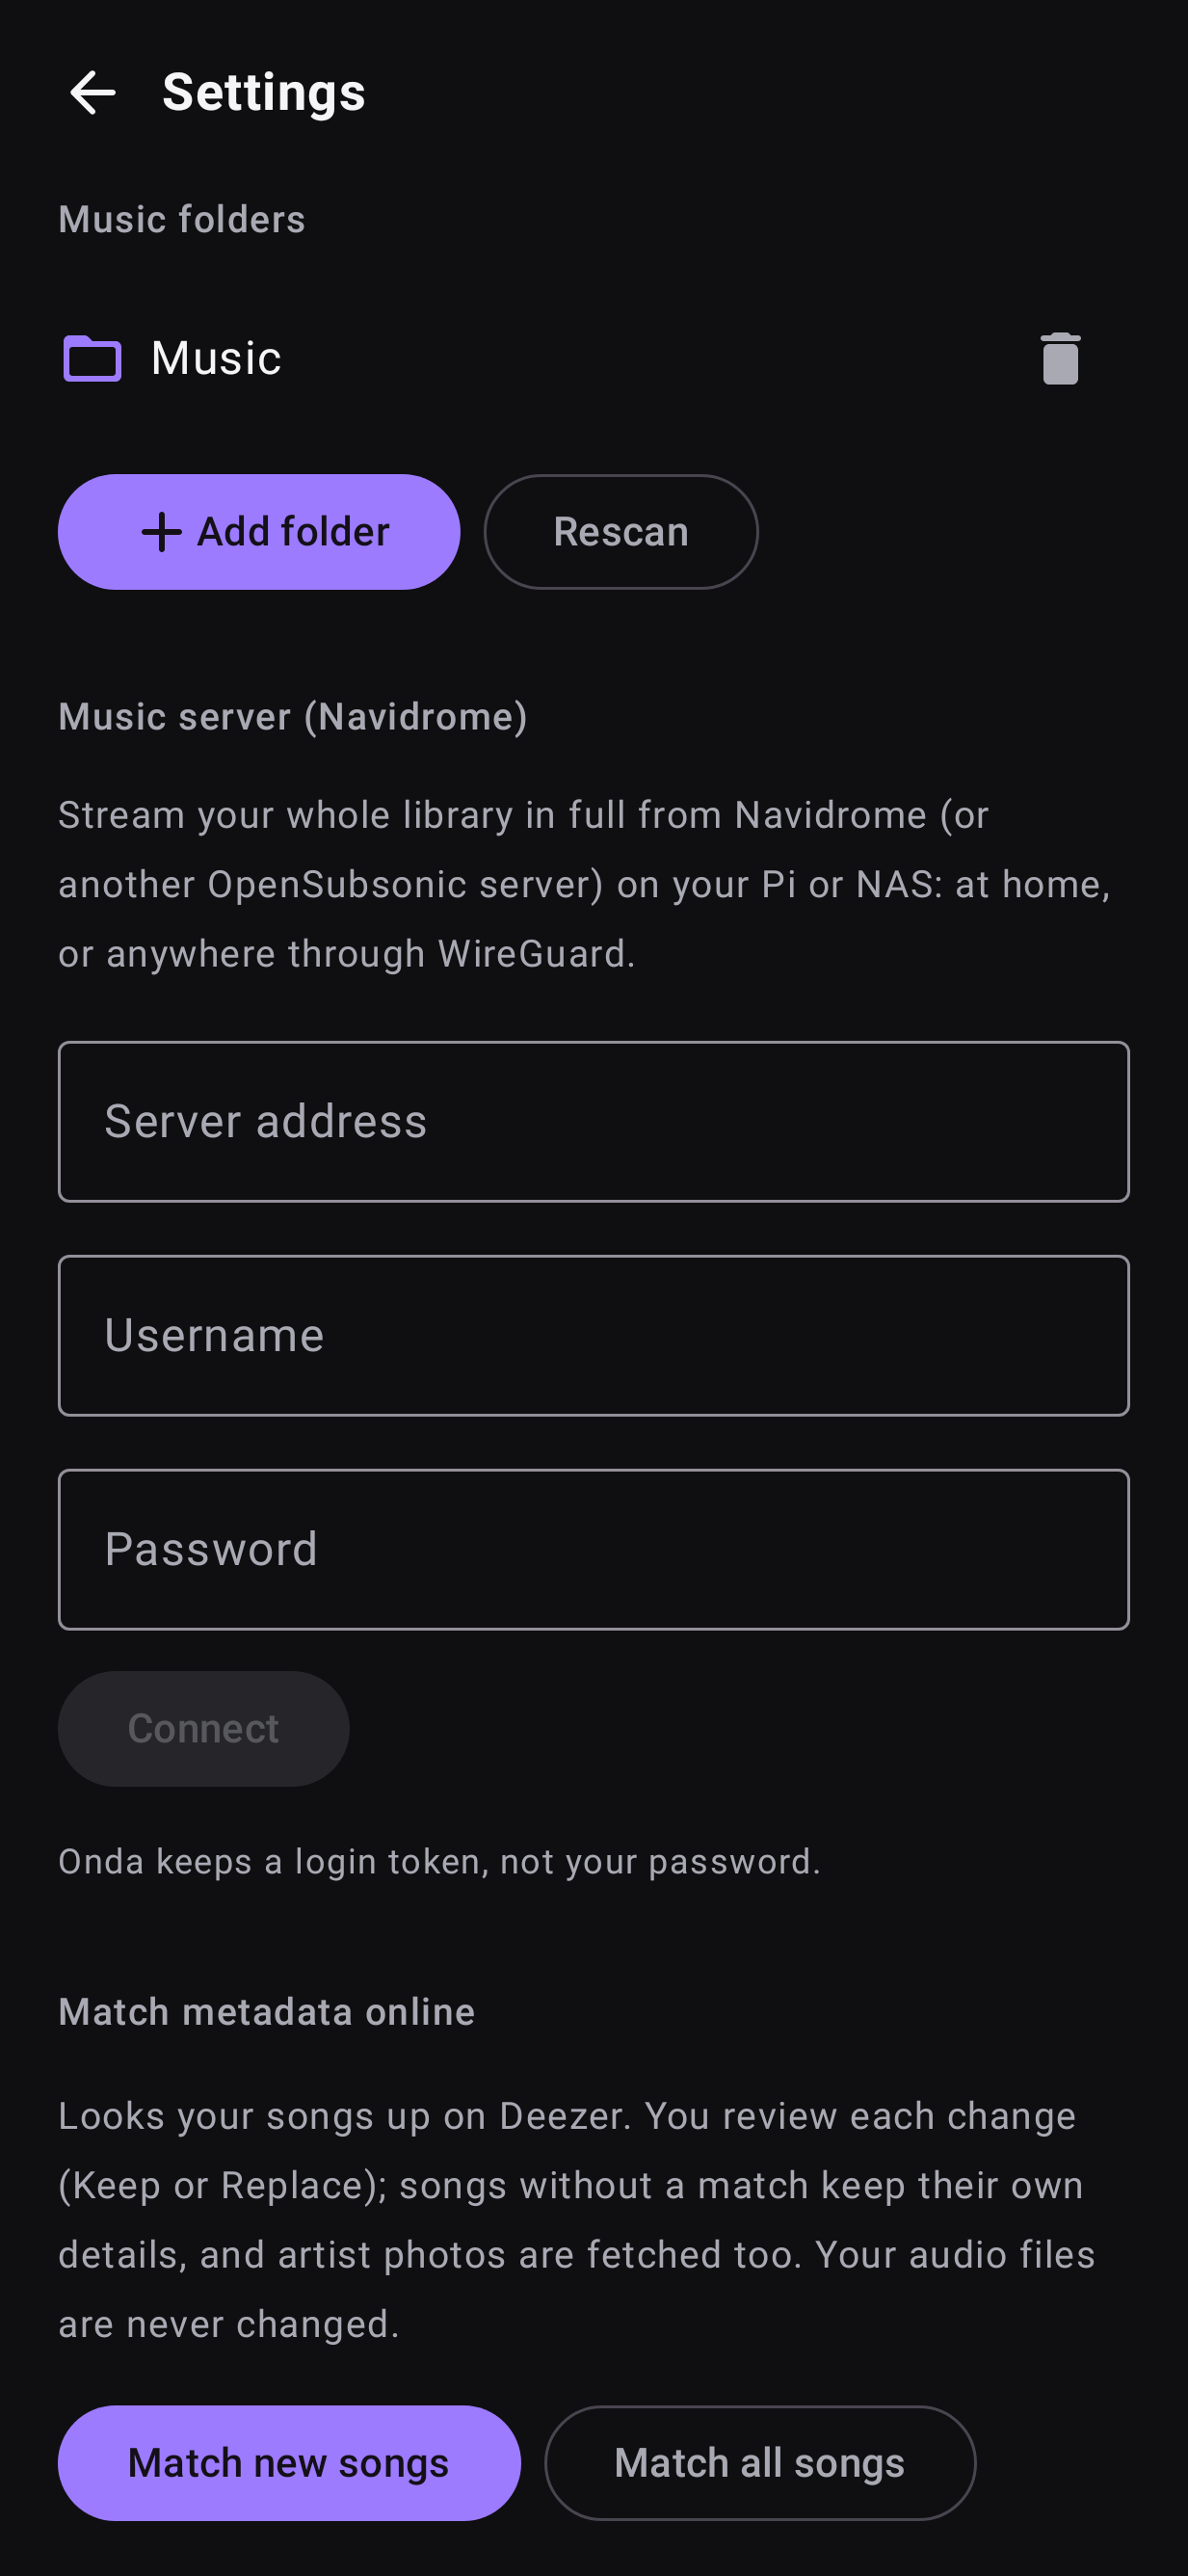 Settings
Music folders
Music
Add folder
Rescan
Music server (Navidrome)
Stream your whole library in full from Navidrome (or
another OpenSubsonic server) on your Pi or NAS: at home,
or anywhere through WireGuard.
Server address
Username
Password
Connect
Onda keeps a login token, not your password.
Match metadata online
Looks your songs up on Deezer. You review each change
(Keep or Replace); songs without a match keep their own
details, and artist photos are fetched too. Your audio files
are never changed.
Match new songs
Match all songs